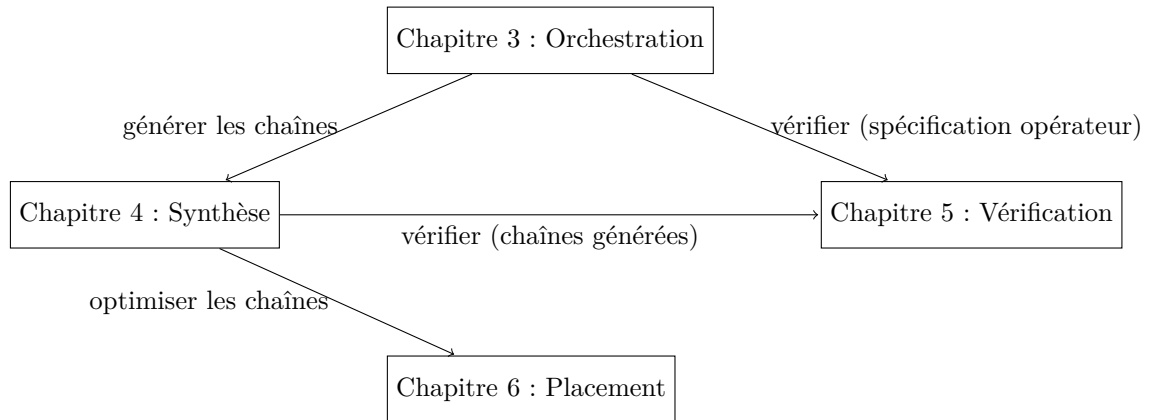 Chapitre 3 : Orchestration
générer les chaînes
vérifier (spécification opérateur)
Chapitre 4 : Synthèse
Chapitre 5 : Vérification
vérifier (chaînes générées)
optimiser les chaînes
Chapitre 6 : Placement